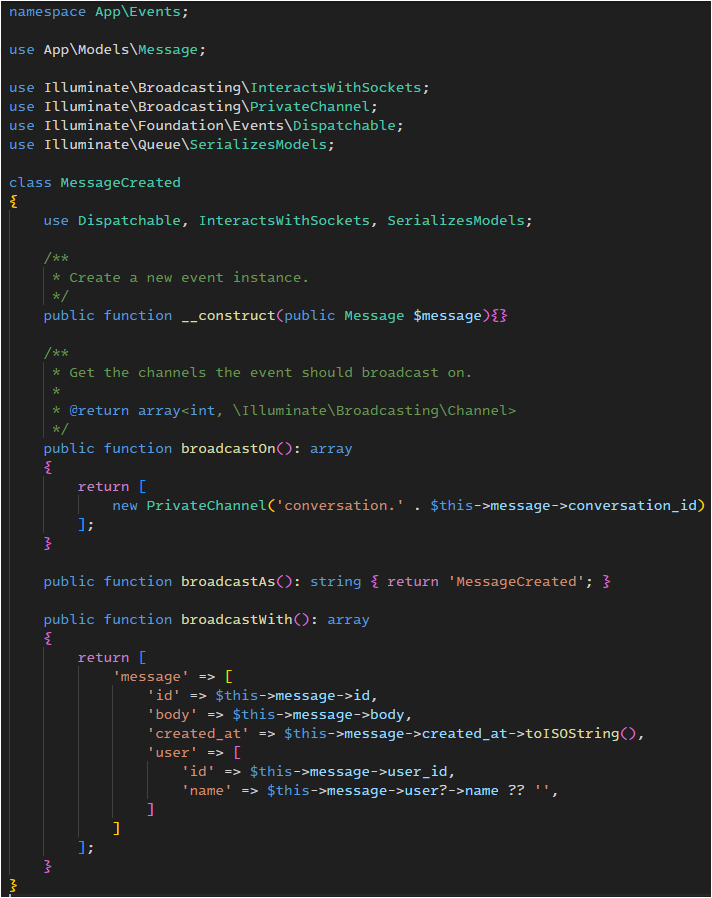 namespace App\Events;

use App\Models\Message;

use Illuminate\Broadcasting\InteractsWithSockets;
use Illuminate\Broadcasting\PrivateChannel;
use Illuminate\Foundation\Events\Dispatchable;
use Illuminate\Queue\SerializesModels;

class MessageCreated
{
    use Dispatchable, InteractsWithSockets, SerializesModels;

    /**
     * Create a new event instance.
     */
    public function __construct(public Message $message){}

    /**
     * Get the channels the event should broadcast on.
     *
     * @return array<int, \Illuminate\Broadcasting\Channel>
     */
    public function broadcastOn(): array
    {
        return [
            new PrivateChannel('conversation.' . $this->message->conversation_id)
        ];
    }

    public function broadcastAs(): string { return 'MessageCreated'; }

    public function broadcastWith(): array
    {
        return [
            'message' => [
                'id' => $this->message->id,
                'body' => $this->message->body,
                'created_at' => $this->message->created_at->toISOString(),
                'user' => [
                    'id' => $this->message->user_id,
                    'name' => $this->message->user?->name ?? '',
                ]
            ]
        ];
    }
}